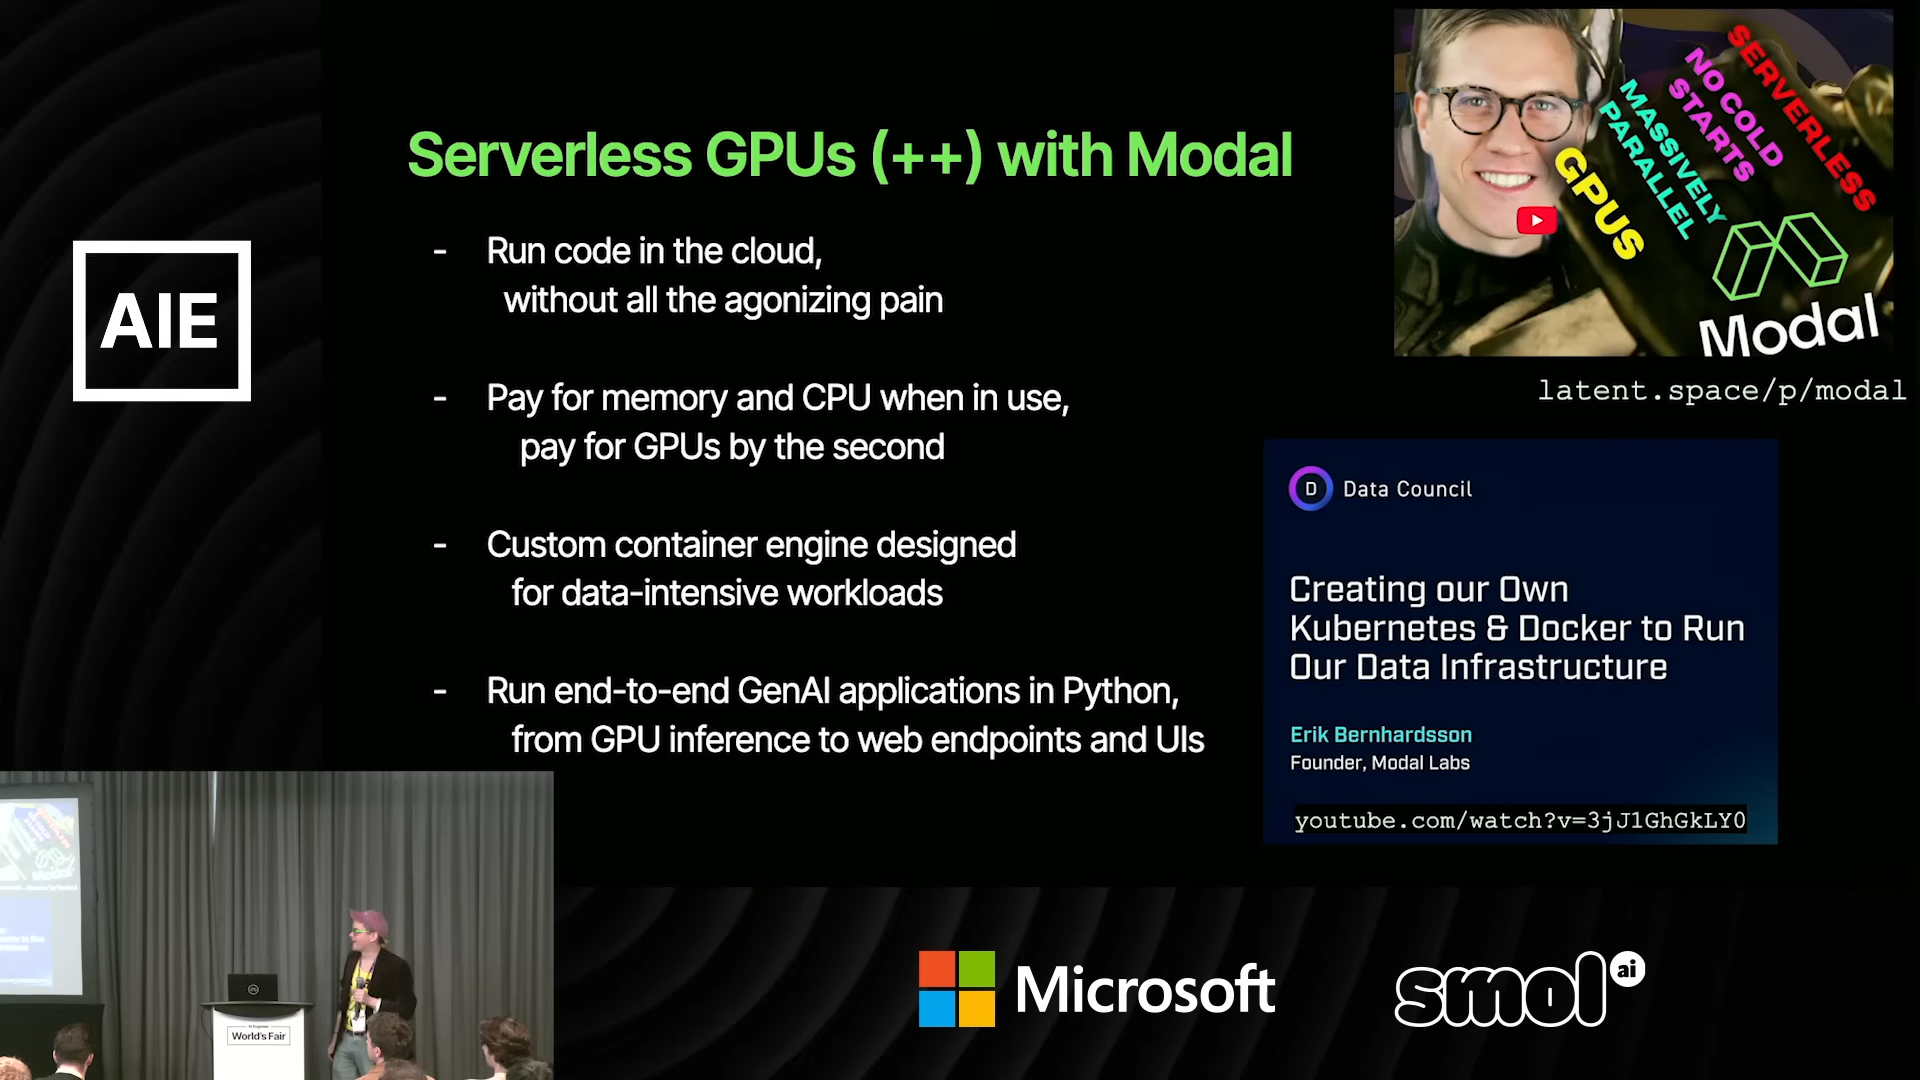 AIE
Serverless GPUs (++) with Modal
- Run code in the cloud,
without all the agonizing pain
- Pay for memory and CPU when in use,
pay for GPUs by the second
- Custom container engine designed
for data-intensive workloads
- Run end-to-end GenAI applications in Python,
from GPU inference to web endpoints and UIs
SERVERLESS
NO COLD
STARTS
MASSIVELY
PARALLEL
GPUS
Modal
latent.space/p/modal
D Data Council
Creating our Own
Kubernetes & Docker to Run
Our Data Infrastructure
Erik Bernhardsson
Founder, Modal Labs
youtube.com/watch?v=3jJ1GhGkLY0
World's Fair
Microsoft
smol ai